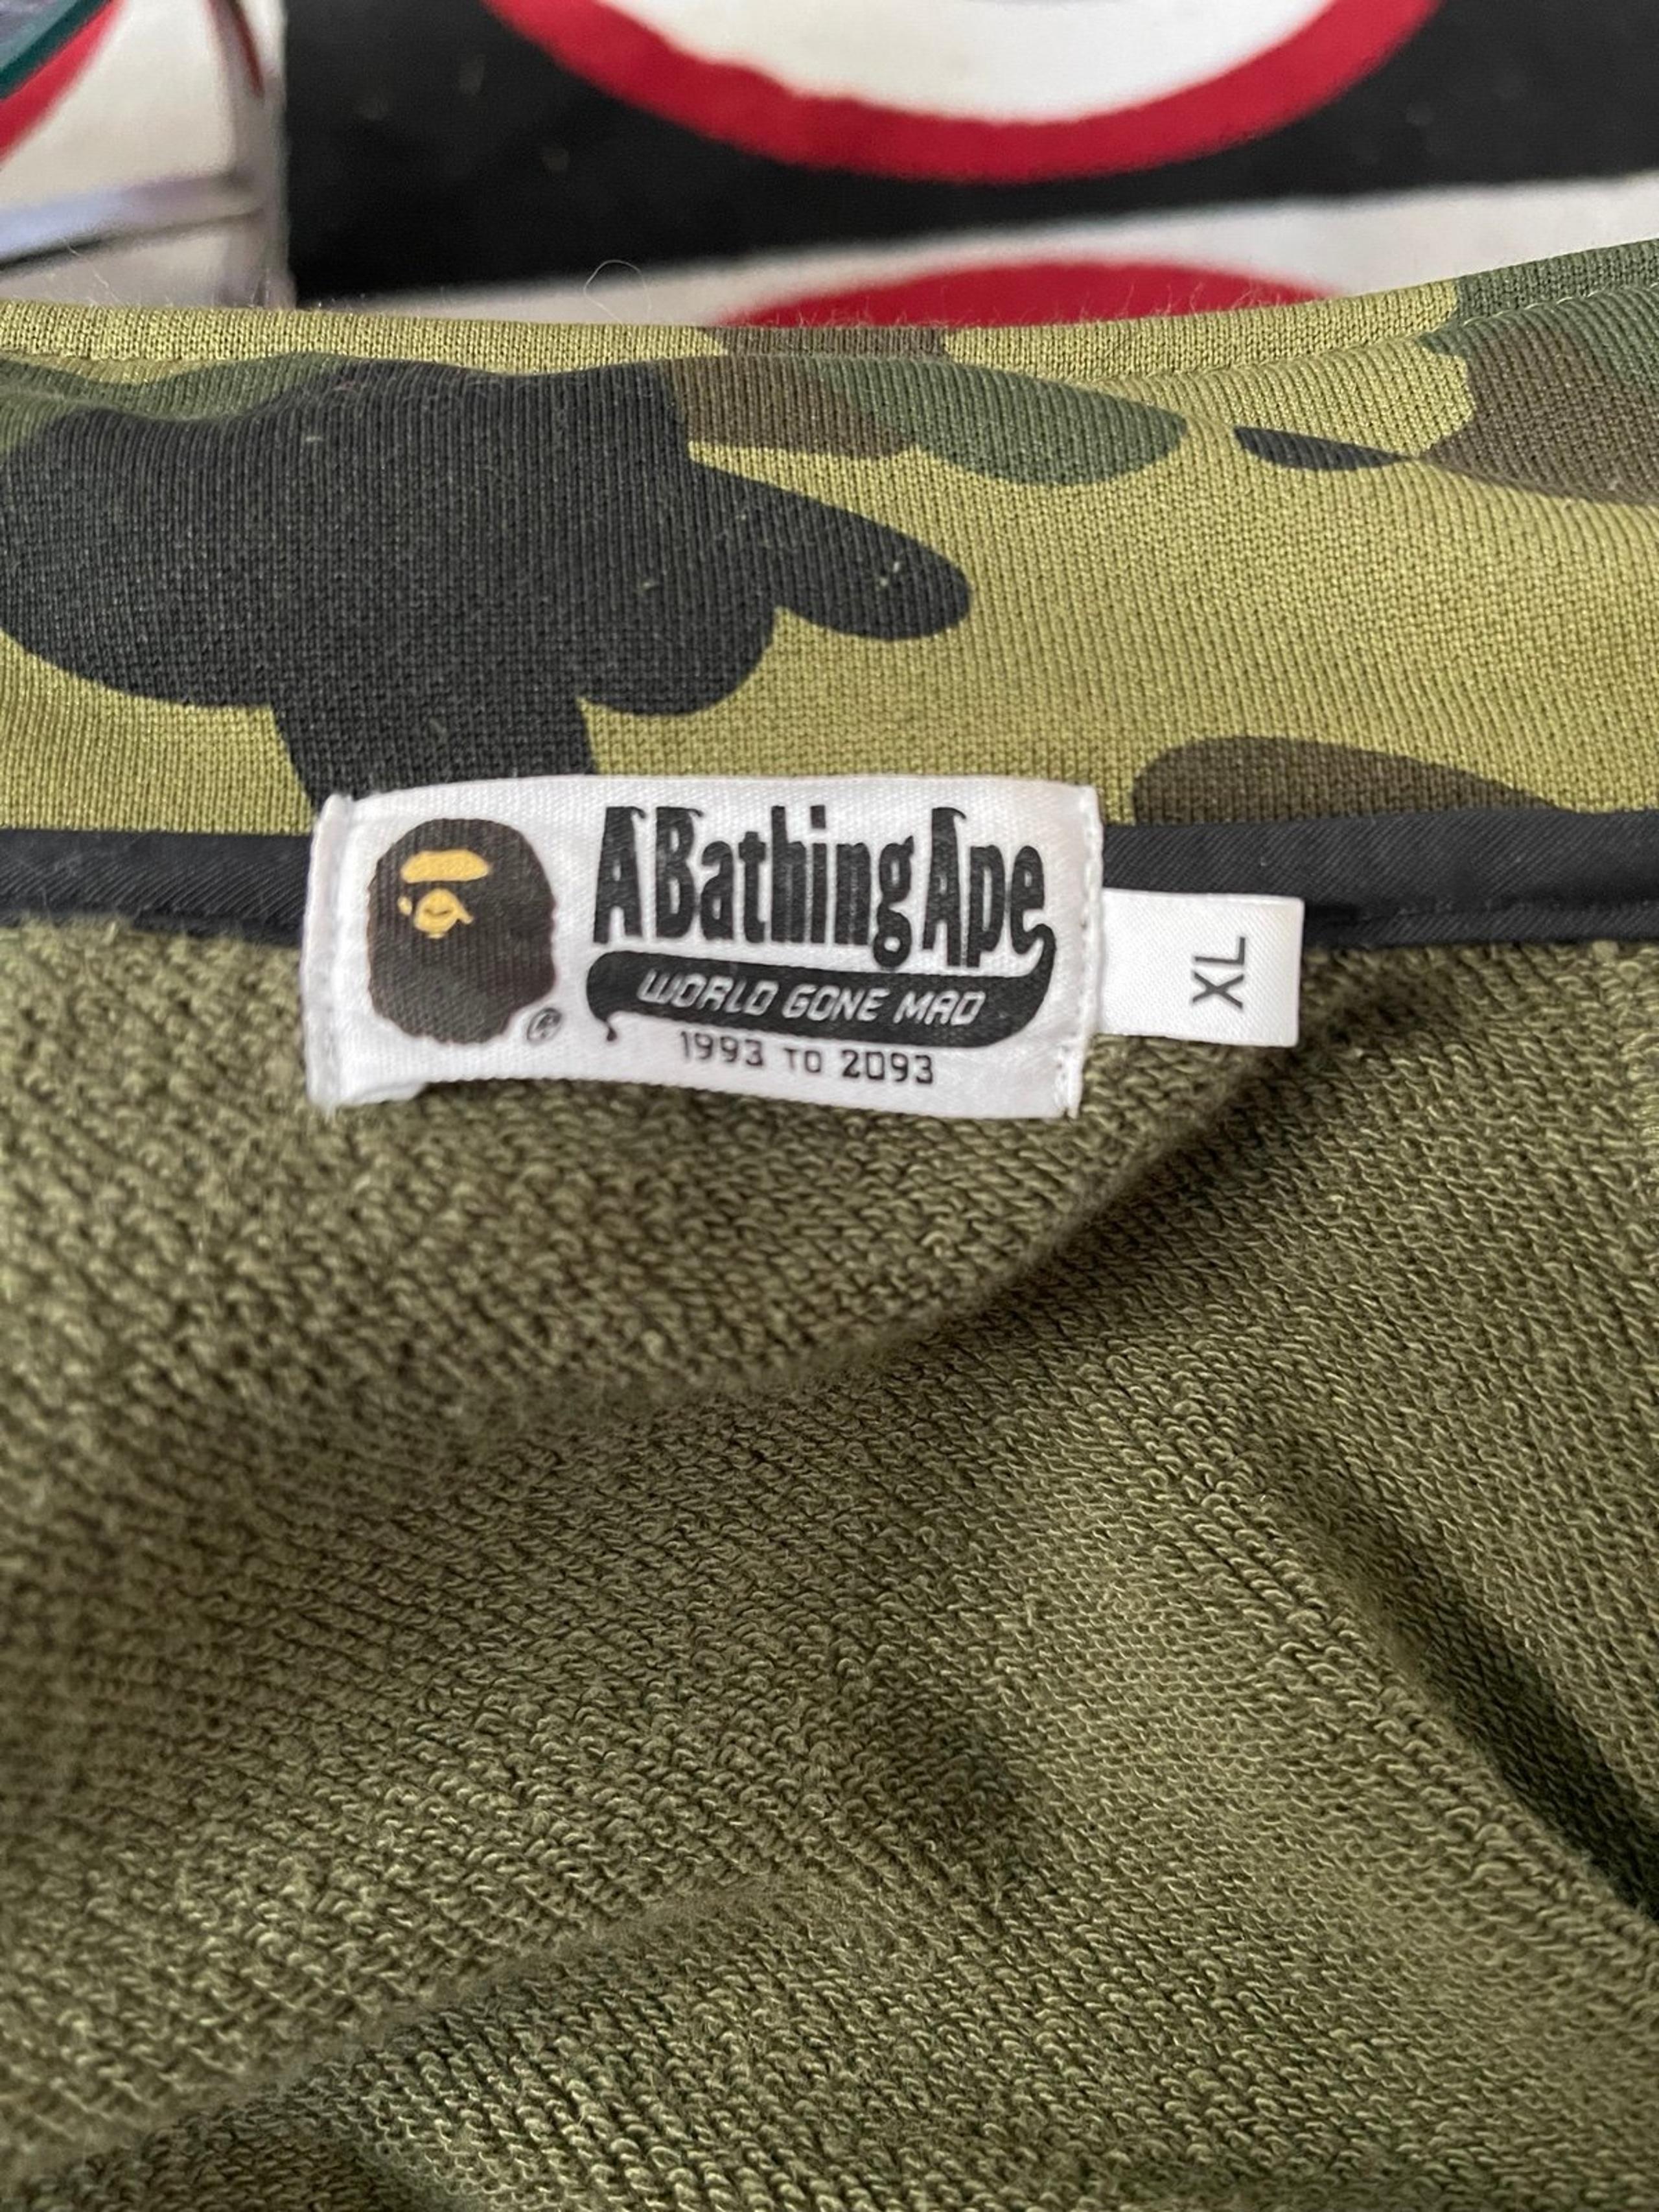 A Bathing Ape
WORLD GONE MAD
1993 TO 2093
©
XL